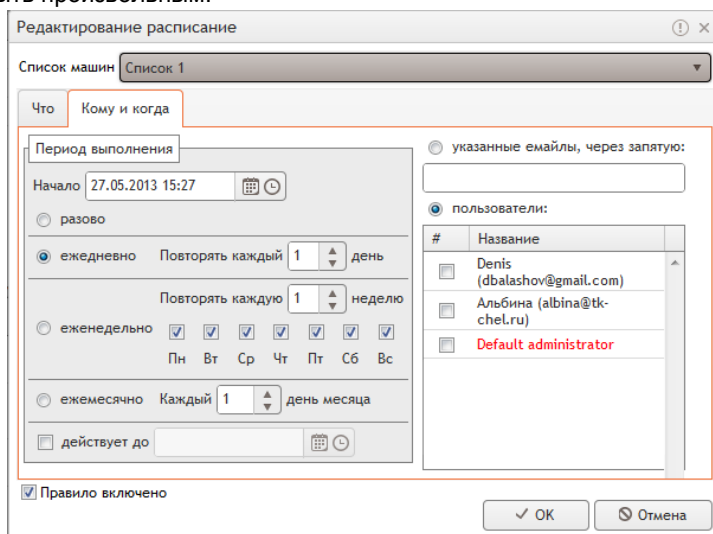 ть произвольным.
Редактирование расписание
Список машин Список 1
Что Кому и когда
Период выполнения
Начало 27.05.2013 15:27
разово
ежедневно Повторять каждый 1 день
Повторять каждую 1 неделю
еженедельно
Пн Вт Ср Чт Пт Сб Вс
ежемесячно Каждый 1 день месяца
действует до
указанные емайлы, через запятую:
пользователи:
# Название
Denis
(dbalashov@gmail.com)
Альбина (albina@tk-
chel.ru)
Default administrator
Правило включено
OK Отмена